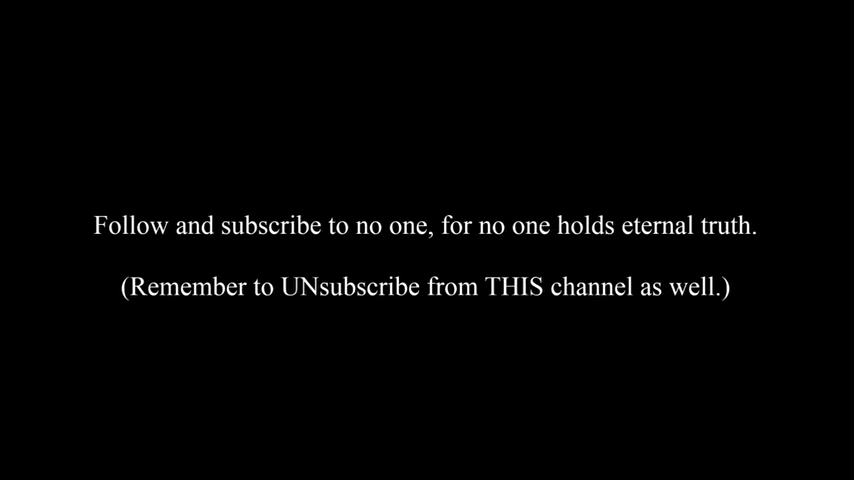 Follow and subscribe to no one, for no one holds eternal truth.
(Remember to UNsubscribe from THIS channel as well.)